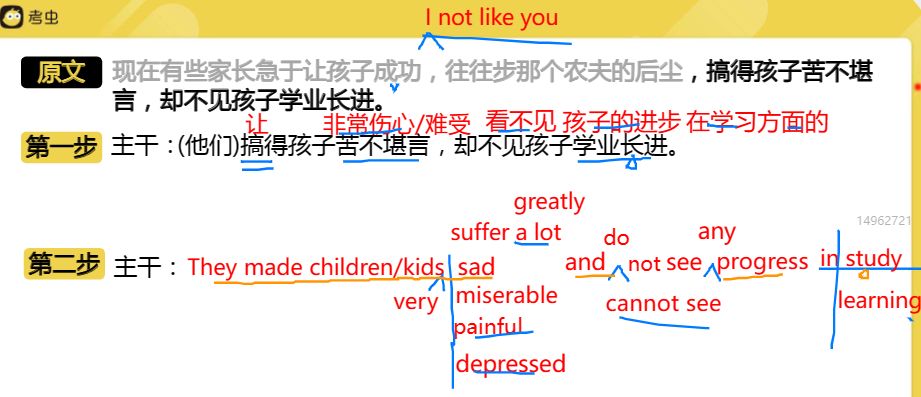 考虫
I not like you
原文 现在有些家长急于让孩子成功，往往步那个农夫的后尘，搞得孩子苦不堪
言，却不见孩子学业长进。
让 非常伤心/难受 看不见 孩子的进步 在学习方面的
第一步 主干：(他们)搞得孩子苦不堪言，却不见孩子学业长进。
greatly
14962721
suffer a lot do any
第二步 主干：They made children/kids sad and not see progress in study
very miserable cannot see learning
painful
depressed